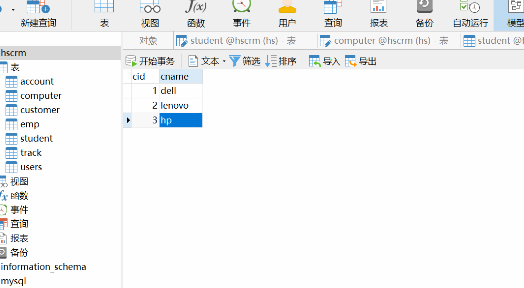 新建查询 表 视图 函数 事件 用户 查询 报表 备份 自动运行 模型
对象 student @hscrm (hs) 表 computer @hscrm (hs) 表 student @h
开始事务 文本 筛选 排序 导入 导出
hscrm
表
account
computer
customer
emp
student
track
users
视图
函数
事件
查询
报表
备份
information_schema
mysql
cid cname
1 dell
2 lenovo
3 hp